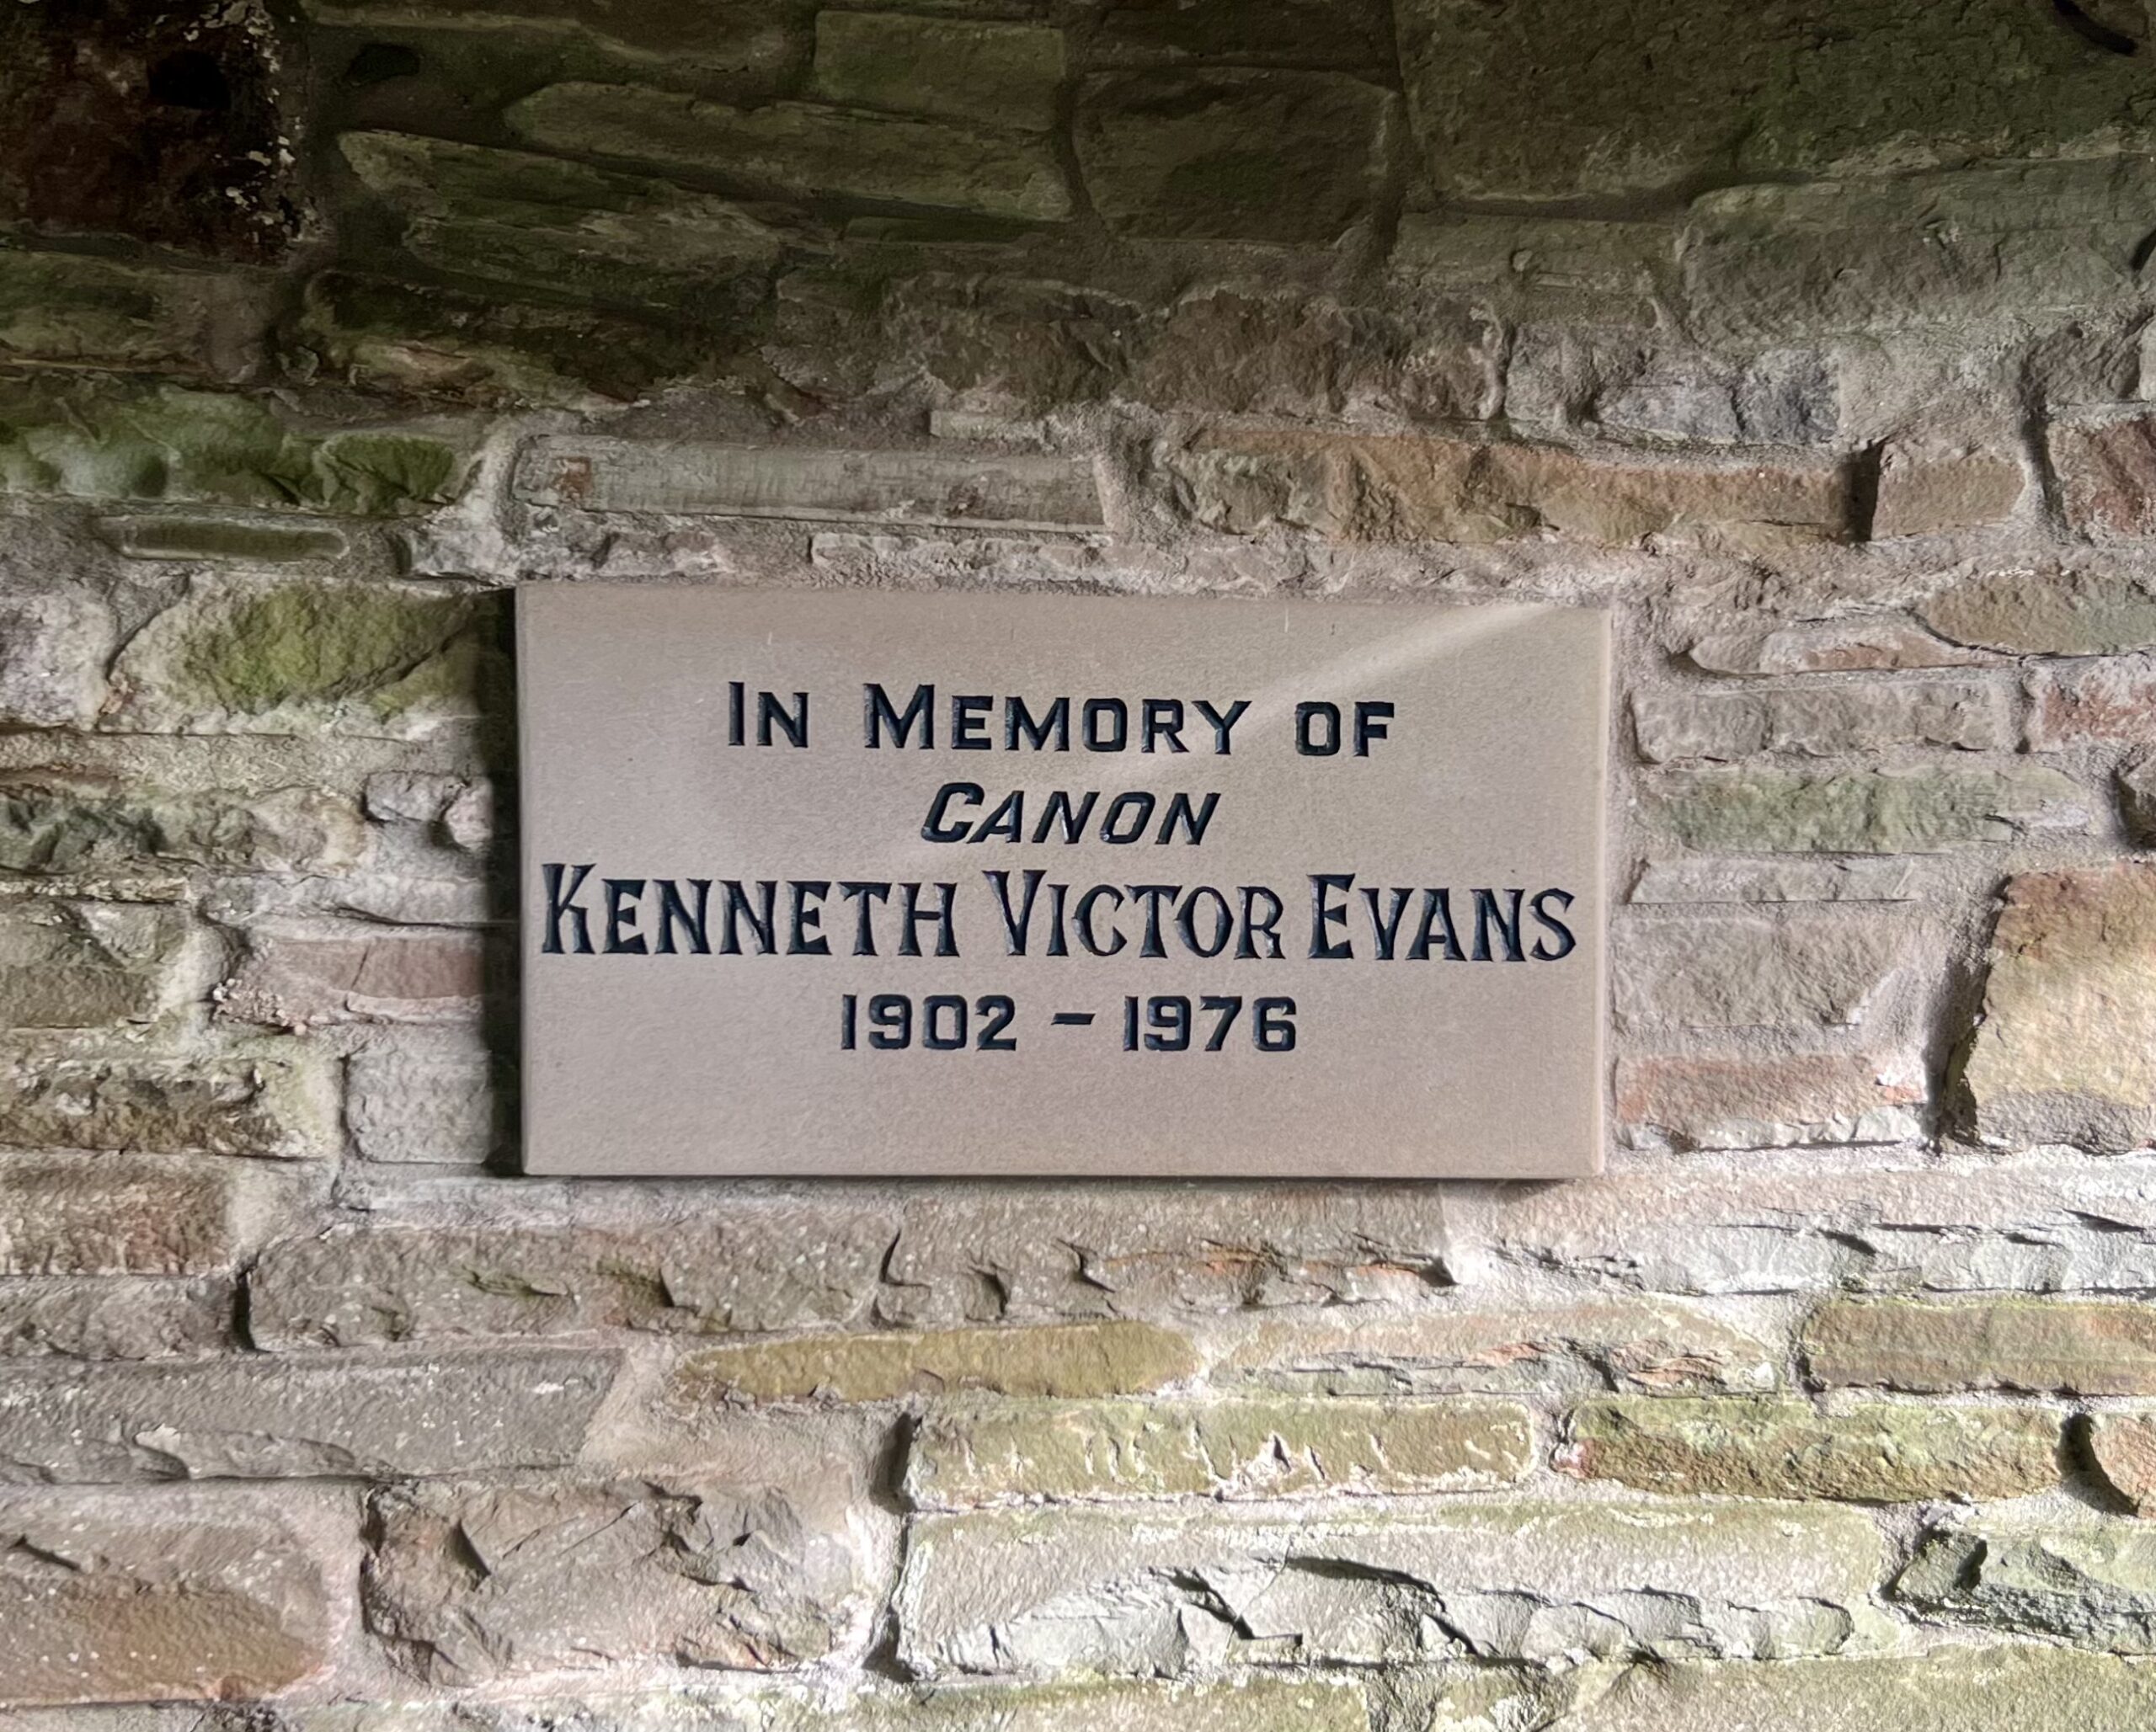 In Memory of
Canon
Kenneth Victor Evans
1902 - 1976